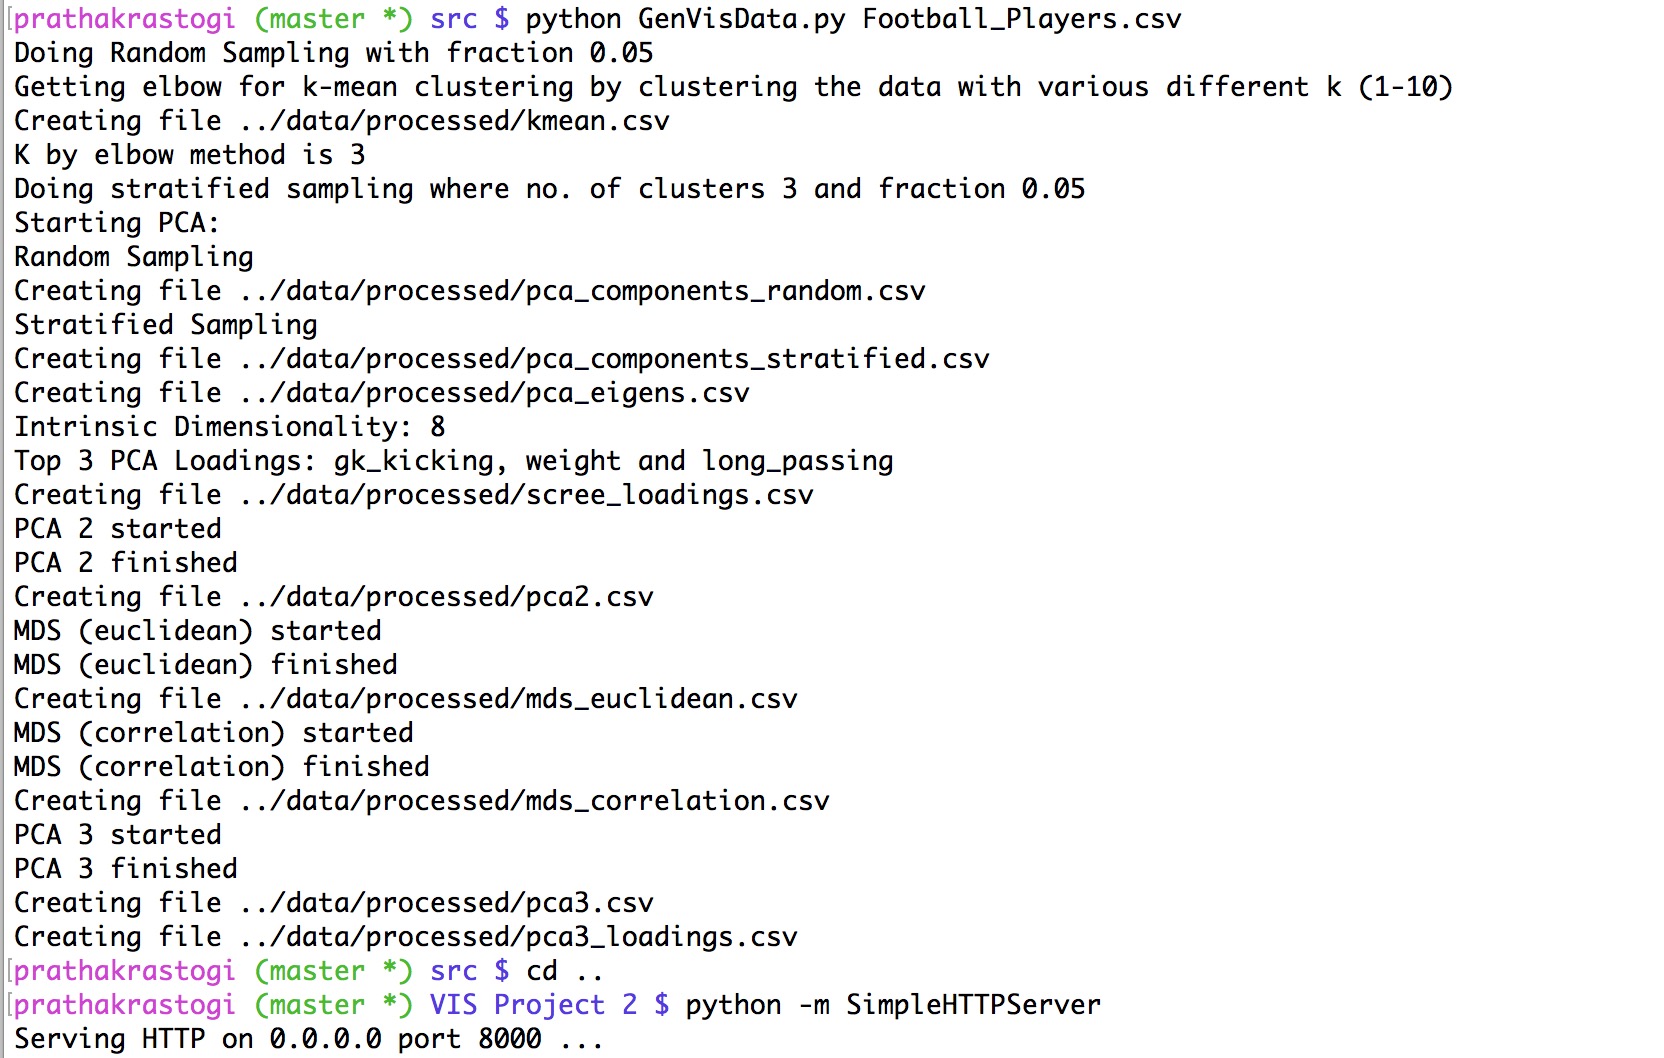 [prathakrastogi (master *) src $ python GenVisData.py Football_Players.csv
Doing Random Sampling with fraction 0.05
Getting elbow for k-mean clustering by clustering the data with various different k (1-10)
Creating file ../data/processed/kmean.csv
K by elbow method is 3
Doing stratified sampling where no. of clusters 3 and fraction 0.05
Starting PCA:
Random Sampling
Creating file ../data/processed/pca_components_random.csv
Stratified Sampling
Creating file ../data/processed/pca_components_stratified.csv
Creating file ../data/processed/pca_eigens.csv
Intrinsic Dimensionality: 8
Top 3 PCA Loadings: gk_kicking, weight and long_passing
Creating file ../data/processed/scree_loadings.csv
PCA 2 started
PCA 2 finished
Creating file ../data/processed/pca2.csv
MDS (euclidean) started
MDS (euclidean) finished
Creating file ../data/processed/mds_euclidean.csv
MDS (correlation) started
MDS (correlation) finished
Creating file ../data/processed/mds_correlation.csv
PCA 3 started
PCA 3 finished
Creating file ../data/processed/pca3.csv
Creating file ../data/processed/pca3_loadings.csv
[prathakrastogi (master *) src $ cd ..
[prathakrastogi (master *) VIS Project 2 $ python -m SimpleHTTPServer
Serving HTTP on 0.0.0.0 port 8000 ...